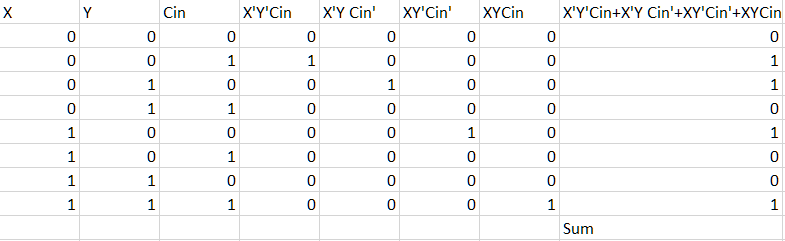 X Y Cin X'Y'Cin X'Y Cin' XY'Cin' XYCin X'Y'Cin+X'Y Cin'+XY'Cin'+XYCin
0 0 0 0 0 0 0 0
0 0 1 1 0 0 0 1
0 1 0 0 1 0 0 1
0 1 1 0 0 0 0 0
1 0 0 0 0 1 0 1
1 0 1 0 0 0 0 0
1 1 0 0 0 0 0 0
1 1 1 0 0 0 1 1
Sum